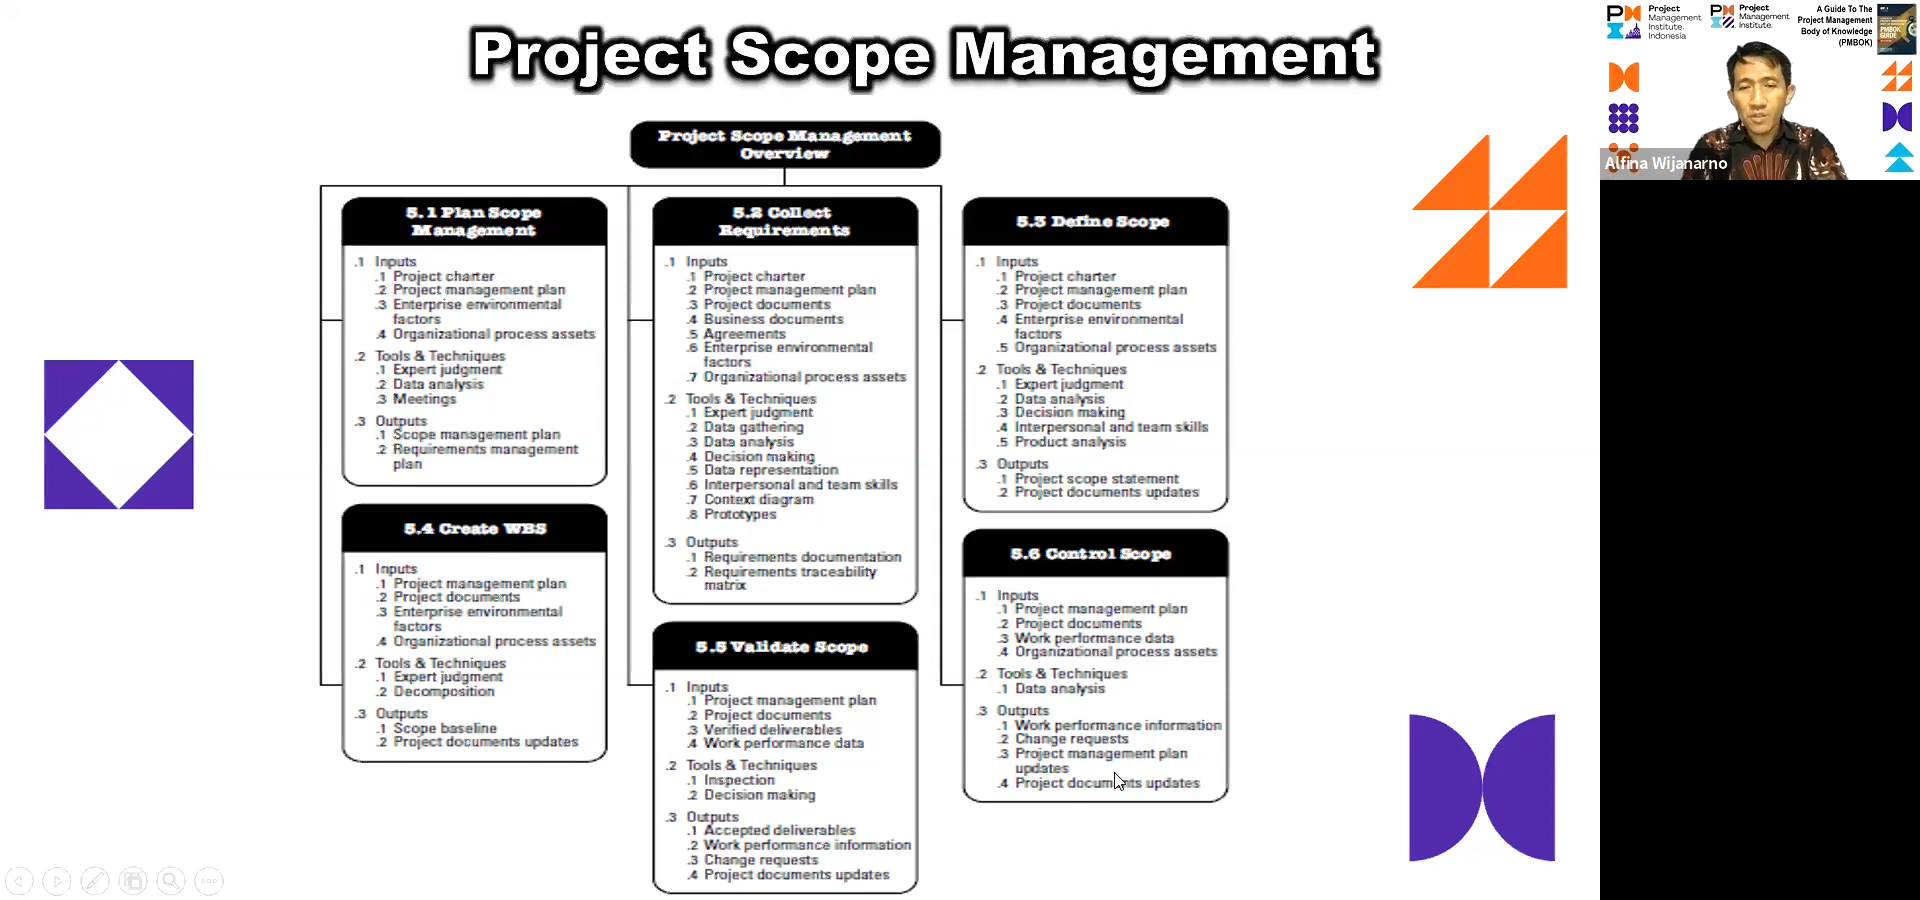 Project Scope Management
Project Management Institute. Indonesia
Project Management Institute.
A Guide To The
Project Management
Body of Knowledge
(PMBOK)
PMBOK
GUIDE
Alfina Wijanarno
Project Scope Management
Overview
5.1 Plan Scope
Management
.1 Inputs
.1 Project charter
.2 Project management plan
.3 Enterprise environmental
factors
.4 Organizational process assets
.2 Tools & Techniques
.1 Expert judgment
.2 Data analysis
.3 Meetings
.3 Outputs
.1 Scope management plan
.2 Requirements management
plan
5.2 Collect
Requirements
.1 Inputs
.1 Project charter
.2 Project management plan
.3 Project documents
.4 Business documents
.5 Agreements
.6 Enterprise environmental
factors
.7 Organizational process assets
.2 Tools & Techniques
.1 Expert judgment
.2 Data gathering
.3 Data analysis
.4 Decision making
.5 Data representation
.6 Interpersonal and team skills
.7 Context diagram
.8 Prototypes
.3 Outputs
.1 Requirements documentation
.2 Requirements traceability
matrix
5.3 Define Scope
.1 Inputs
.1 Project charter
.2 Project management plan
.3 Project documents
.4 Enterprise environmental
factors
.5 Organizational process assets
.2 Tools & Techniques
.1 Expert judgment
.2 Data analysis
.3 Decision making
.4 Interpersonal and team skills
.5 Product analysis
.3 Outputs
.1 Project scope statement
.2 Project documents updates
5.4 Create WBS
.1 Inputs
.1 Project management plan
.2 Project documents
.3 Enterprise environmental
factors
.4 Organizational process assets
.2 Tools & Techniques
.1 Expert judgment
.2 Decomposition
.3 Outputs
.1 Scope baseline
.2 Project documents updates
5.5 Validate Scope
.1 Inputs
.1 Project management plan
.2 Project documents
.3 Verified deliverables
.4 Work performance data
.2 Tools & Techniques
.1 Inspection
.2 Decision making
.3 Outputs
.1 Accepted deliverables
.2 Work performance information
.3 Change requests
.4 Project documents updates
5.6 Control Scope
.1 Inputs
.1 Project management plan
.2 Project documents
.3 Work performance data
.4 Organizational process assets
.2 Tools & Techniques
.1 Data analysis
.3 Outputs
.1 Work performance information
.2 Change requests
.3 Project management plan
updates
.4 Project documents updates